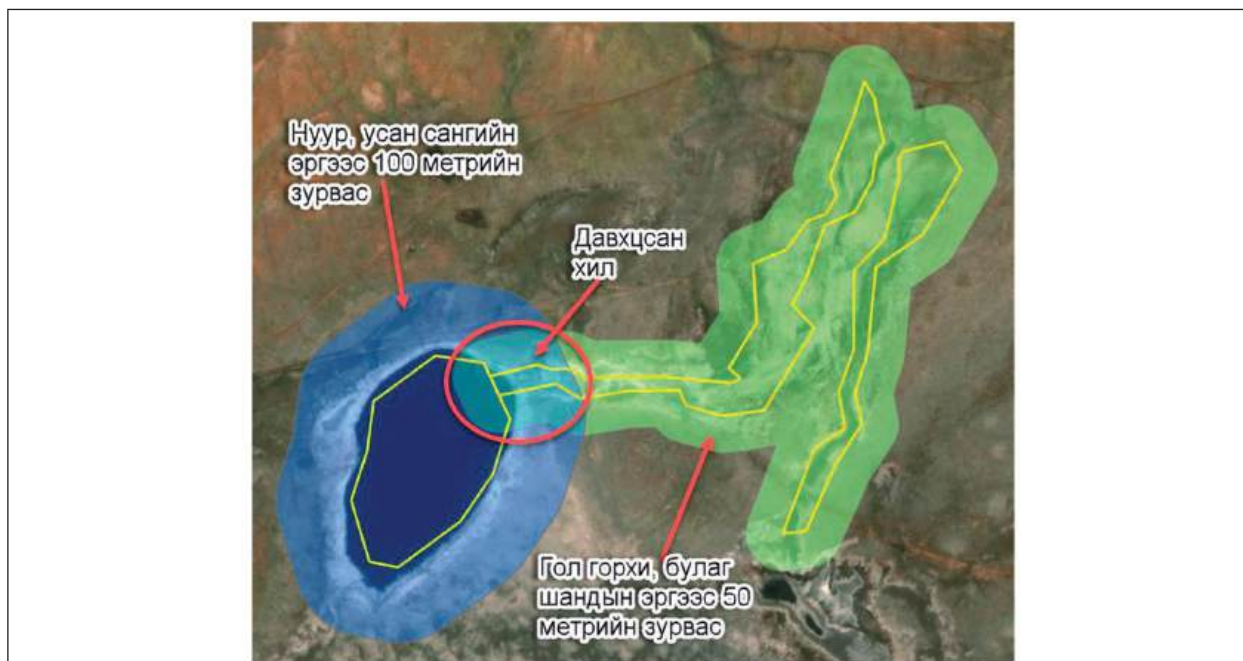 Нуур, усан сангийн
эргээс 100 метрийн
зурвас
Давхцсан
хил
Гол горхи, булаг
шандын эргээс 50
метрийн зурвас